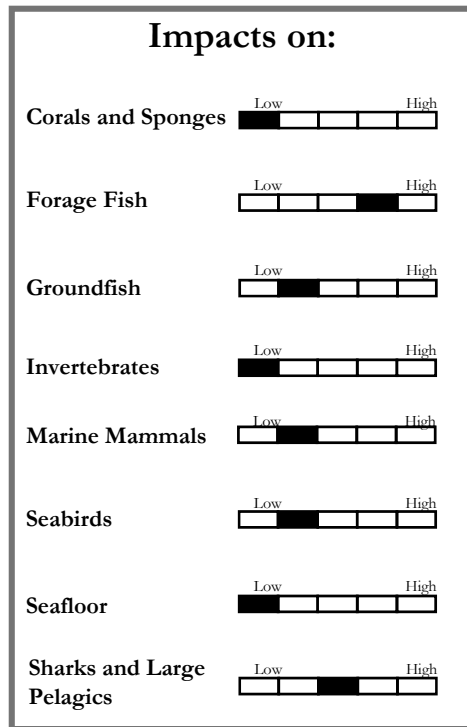 Impacts on:
Low High
Corals and Sponges
Low High
Forage Fish
Low High
Groundfish
Low High
Invertebrates
Low High
Marine Mammals
Low High
Seabirds
Low High
Seafloor
Low High
Sharks and Large
Pelagics